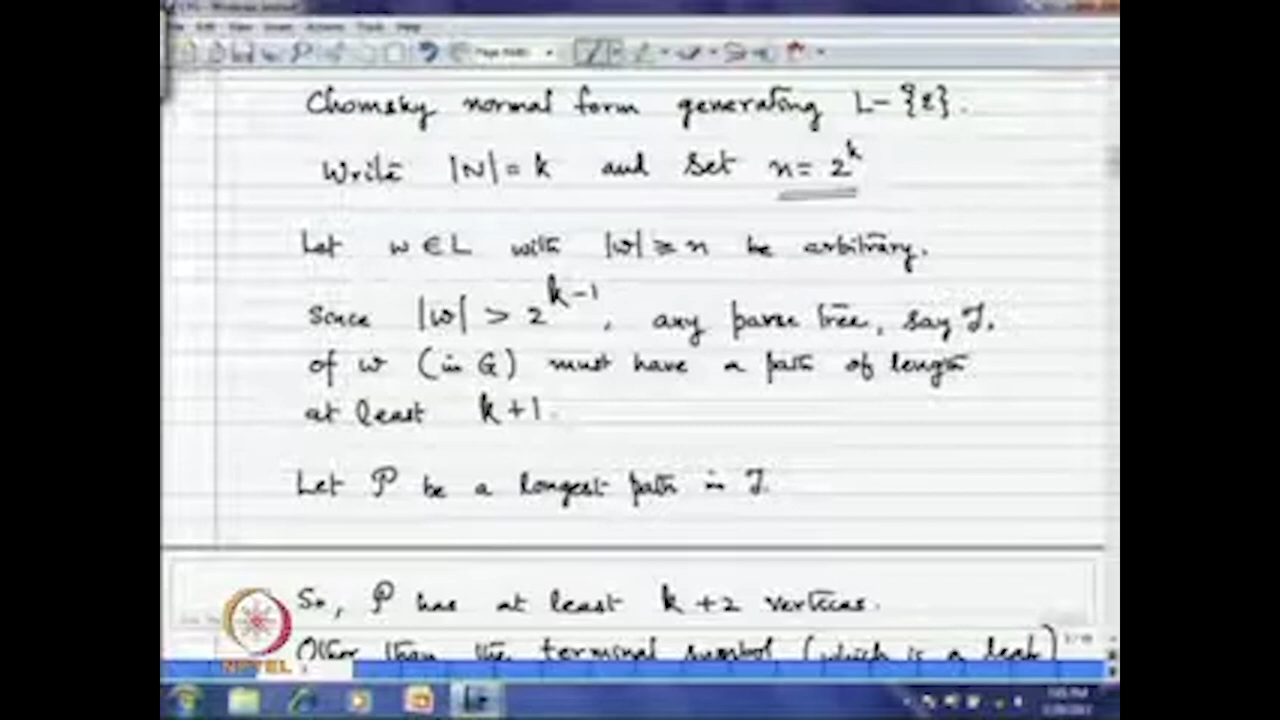 Chomsky normal form generating L - {ε}.
Write |N| = k and set n = 2^k
Let w ∈ L with |w| ≥ n be arbitrary.
Since |w| > 2^{k-1}, any parse tree, say T,
of w (in G) must have a path of length
at least k+1.
Let P be a longest path in T.
So, P has at least k+2 vertices.
Other than the terminal symbol (which is a leaf)
NPTEL